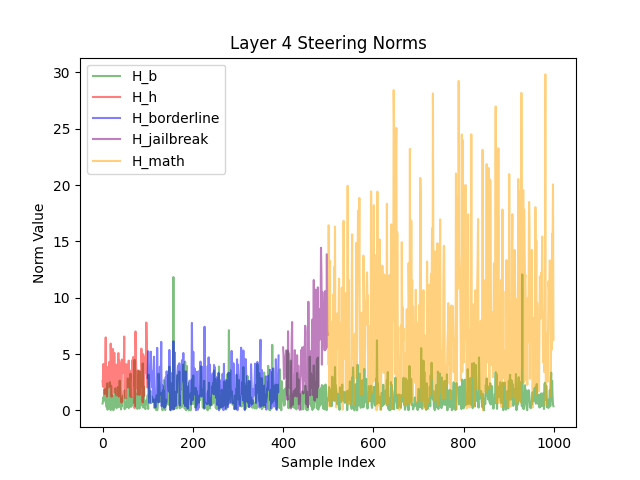 Layer 4 Steering Norms
H_b
H_h
H_borderline
H_jailbreak
H_math
Norm Value
30
25
20
15
10
5
0
0 200 400 600 800 1000
Sample Index